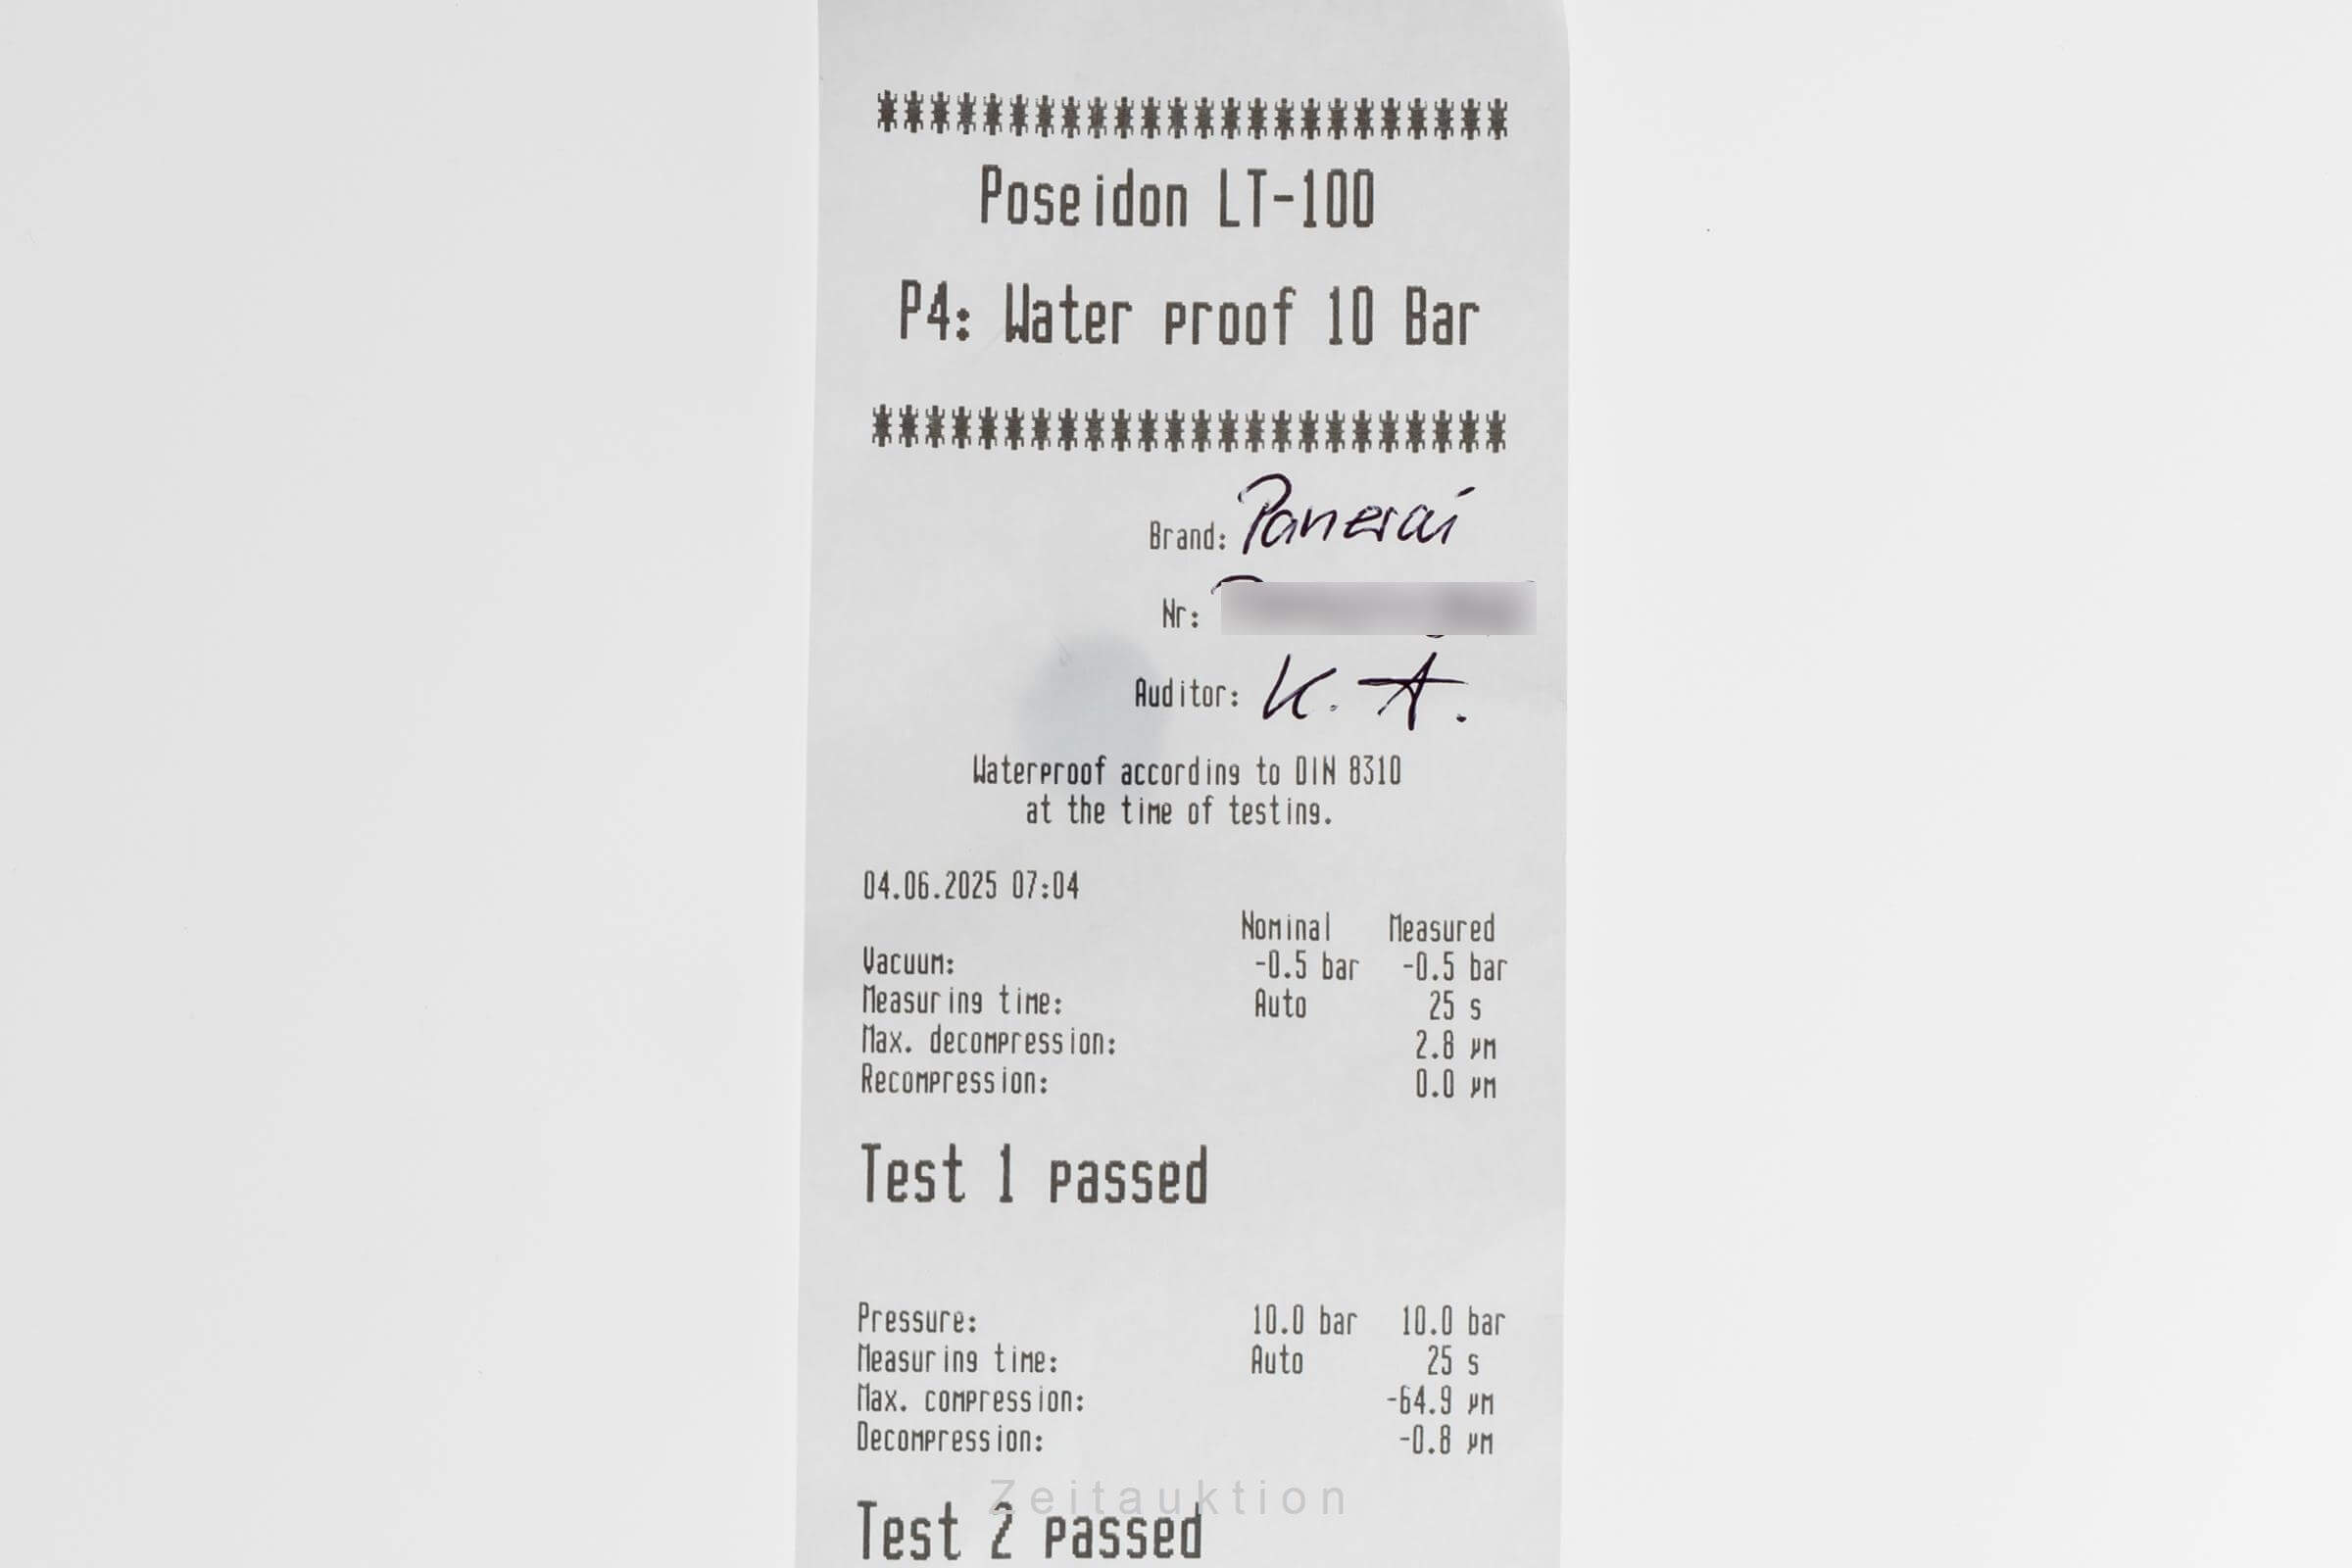 ************************
Poseidon LT-100
P4: Water proof 10 Bar
************************
Brand: Panerai
Nr:
Auditor: K. A.
Waterproof according to DIN 8310
at the time of testing.
04.06.2025 07:04
Nominal Measured
Vacuum: -0.5 bar -0.5 bar
Measuring time: Auto 25 s
Max. decompression: 2.8 µm
Recompression: 0.0 µm
Test 1 passed
Pressure: 10.0 bar 10.0 bar
Measuring time: Auto 25 s
Max. compression: -64.9 µm
Decompression: -0.8 µm
Zeitauktion
Test 2 passed